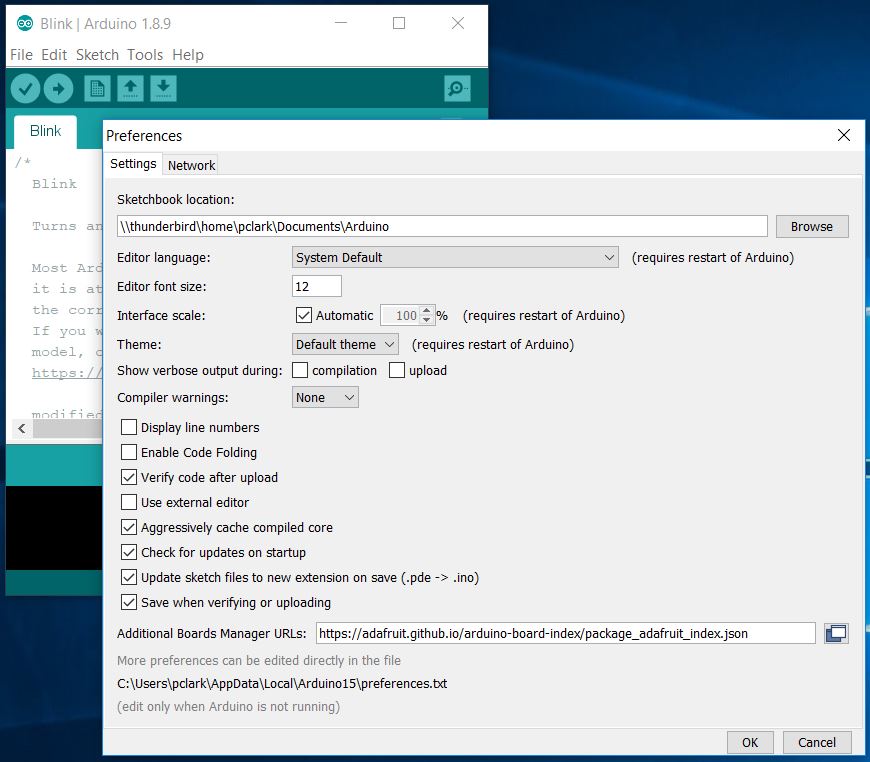 Blink | Arduino 1.8.9
File Edit Sketch Tools Help
Blink
/*
Blink
Turns an
Most Ard
it is at
the corr
If you w
model, c
https://
modified
Preferences
Settings Network
Sketchbook location:
\\thunderbird\home\pclark\Documents\Arduino Browse
Editor language: System Default (requires restart of Arduino)
Editor font size: 12
Interface scale: Automatic 100 % (requires restart of Arduino)
Theme: Default theme (requires restart of Arduino)
Show verbose output during: compilation upload
Compiler warnings: None
Display line numbers
Enable Code Folding
Verify code after upload
Use external editor
Aggressively cache compiled core
Check for updates on startup
Update sketch files to new extension on save (.pde -> .ino)
Save when verifying or uploading
Additional Boards Manager URLs: https://adafruit.github.io/arduino-board-index/package_adafruit_index.json
More preferences can be edited directly in the file
C:\Users\pclark\AppData\Local\Arduino15\preferences.txt
(edit only when Arduino is not running)
OK Cancel